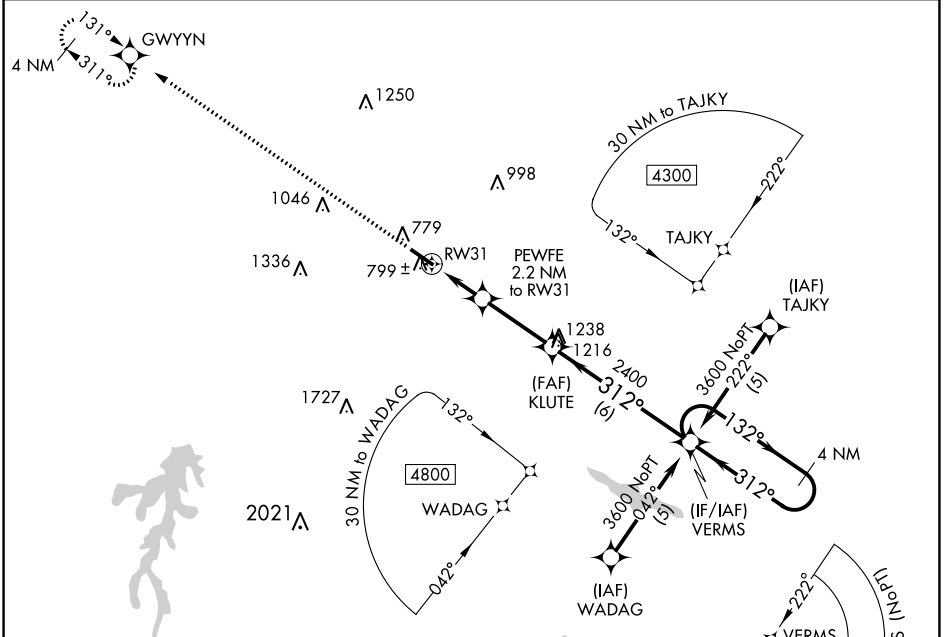 131°
GWYYN
4 NM
311°
1250
30 NM to TAJKY
4300
222°
998
1046
132°
TAJKY
779
RW31
799 ±
1336
PEWFE
2.2 NM
to RW31
(IAF)
TAJKY
1238
1216
3600 NoPT
222°
(5)
2400
312°
(6)
(FAF)
KLUTE
1727
30 NM to WADAG
132°
4800
WADAG
042°
132°
4 NM
312°
3600 NoPT
042°
(5)
(IF/IAF)
VERMS
2021
(IAF)
WADAG
222°
VERMS
(NoPT)